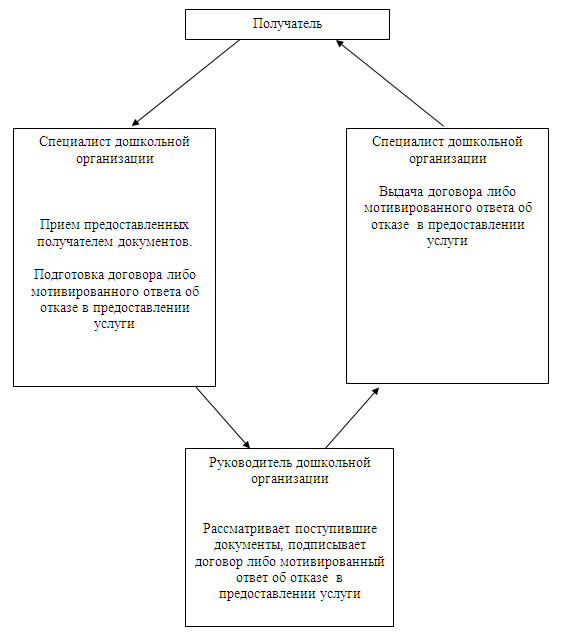 Получатель
Специалист дошкольной
организации
Прием предоставленных
получателем документов.
Подготовка договора либо
мотивированного ответа об
отказе в предоставлении
услуги
Специалист дошкольной
организации
Выдача договора либо
мотивированного ответа об
отказе в предоставлении
услуги
Руководитель дошкольной
организации
Рассматривает поступившие
документы, подписывает
договор либо мотивированный
ответ об отказе в
предоставлении услуги